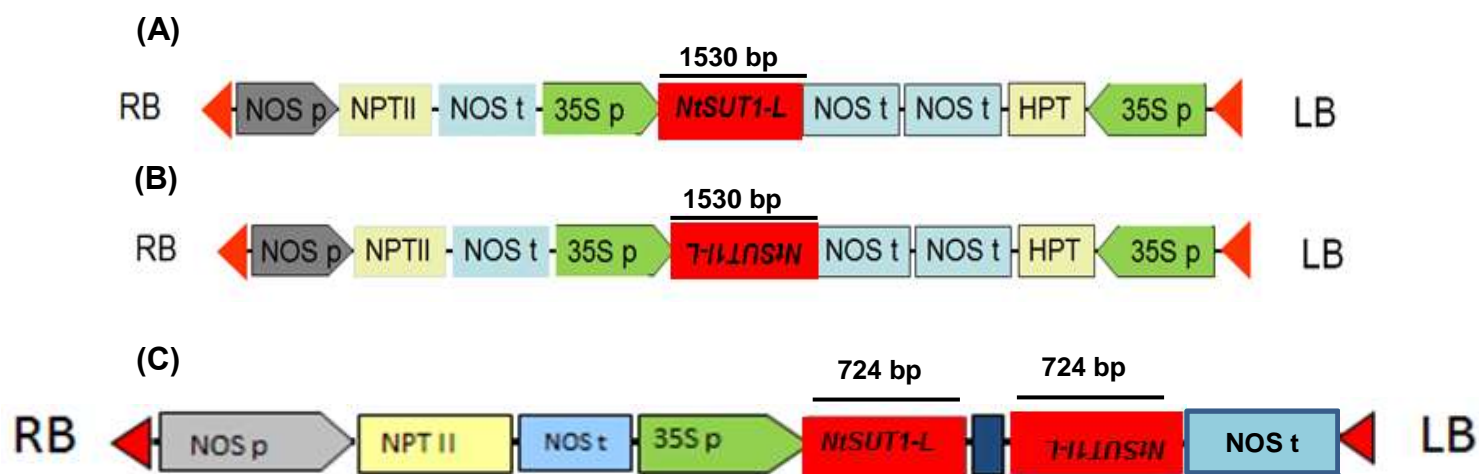 (A)
1530 bp
RB NOS p NPTII NOS t 35S p NtSUT1-L NOS t NOS t HPT 35S p LB
(B)
1530 bp
RB NOS p NPTII NOS t 35S p NtSUT1-L NOS t NOS t HPT 35S p LB
(C)
724 bp 724 bp
RB NOS p NPT II NOS t 35S p NtSUT1-L NtSUT1-L NOS t LB